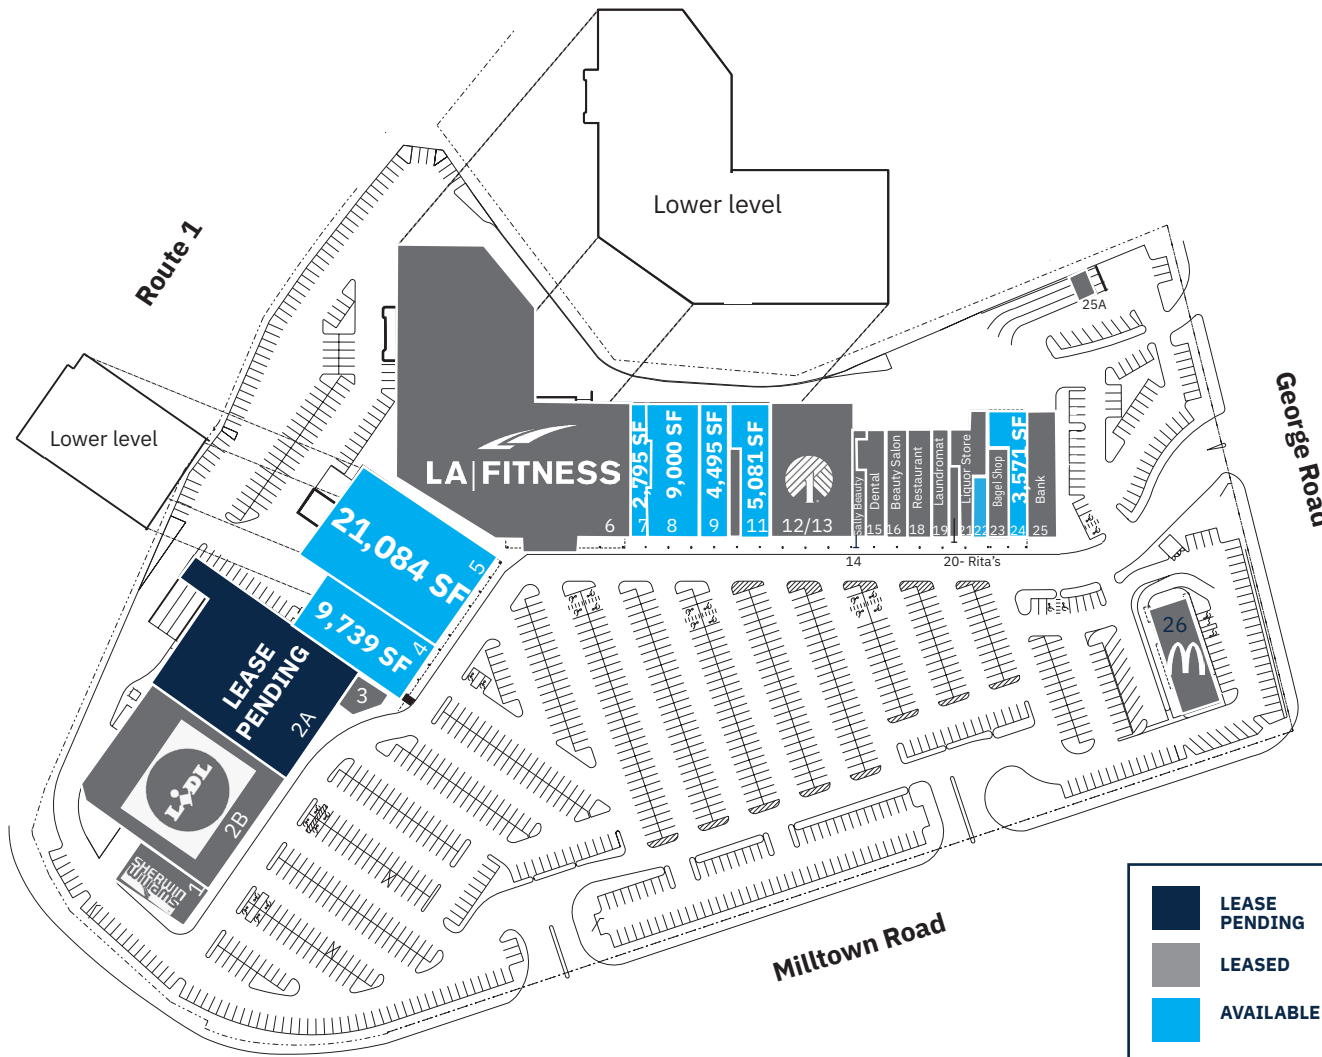 Lower level
Route 1
25A
George Road
Lower level
LA FITNESS
6
2,795 SF
7
9,000 SF
8
4,495 SF
9
5,081 SF
11
12/13
1
Sally Beauty
14
Dental
15
Beauty Salon
16
Restaurant
18
Laundromat
19
20- Rita's
Liquor Store
21
22
Bagel Shop
23
3,571 SF
24
Bank
25
21,084 SF
5
9,739 SF
4
3
LEASE
PENDING
2A
LIDL
2B
SHERWIN
WILLIAMS
1
26
Milltown Road
LEASE
PENDING
LEASED
AVAILABLE